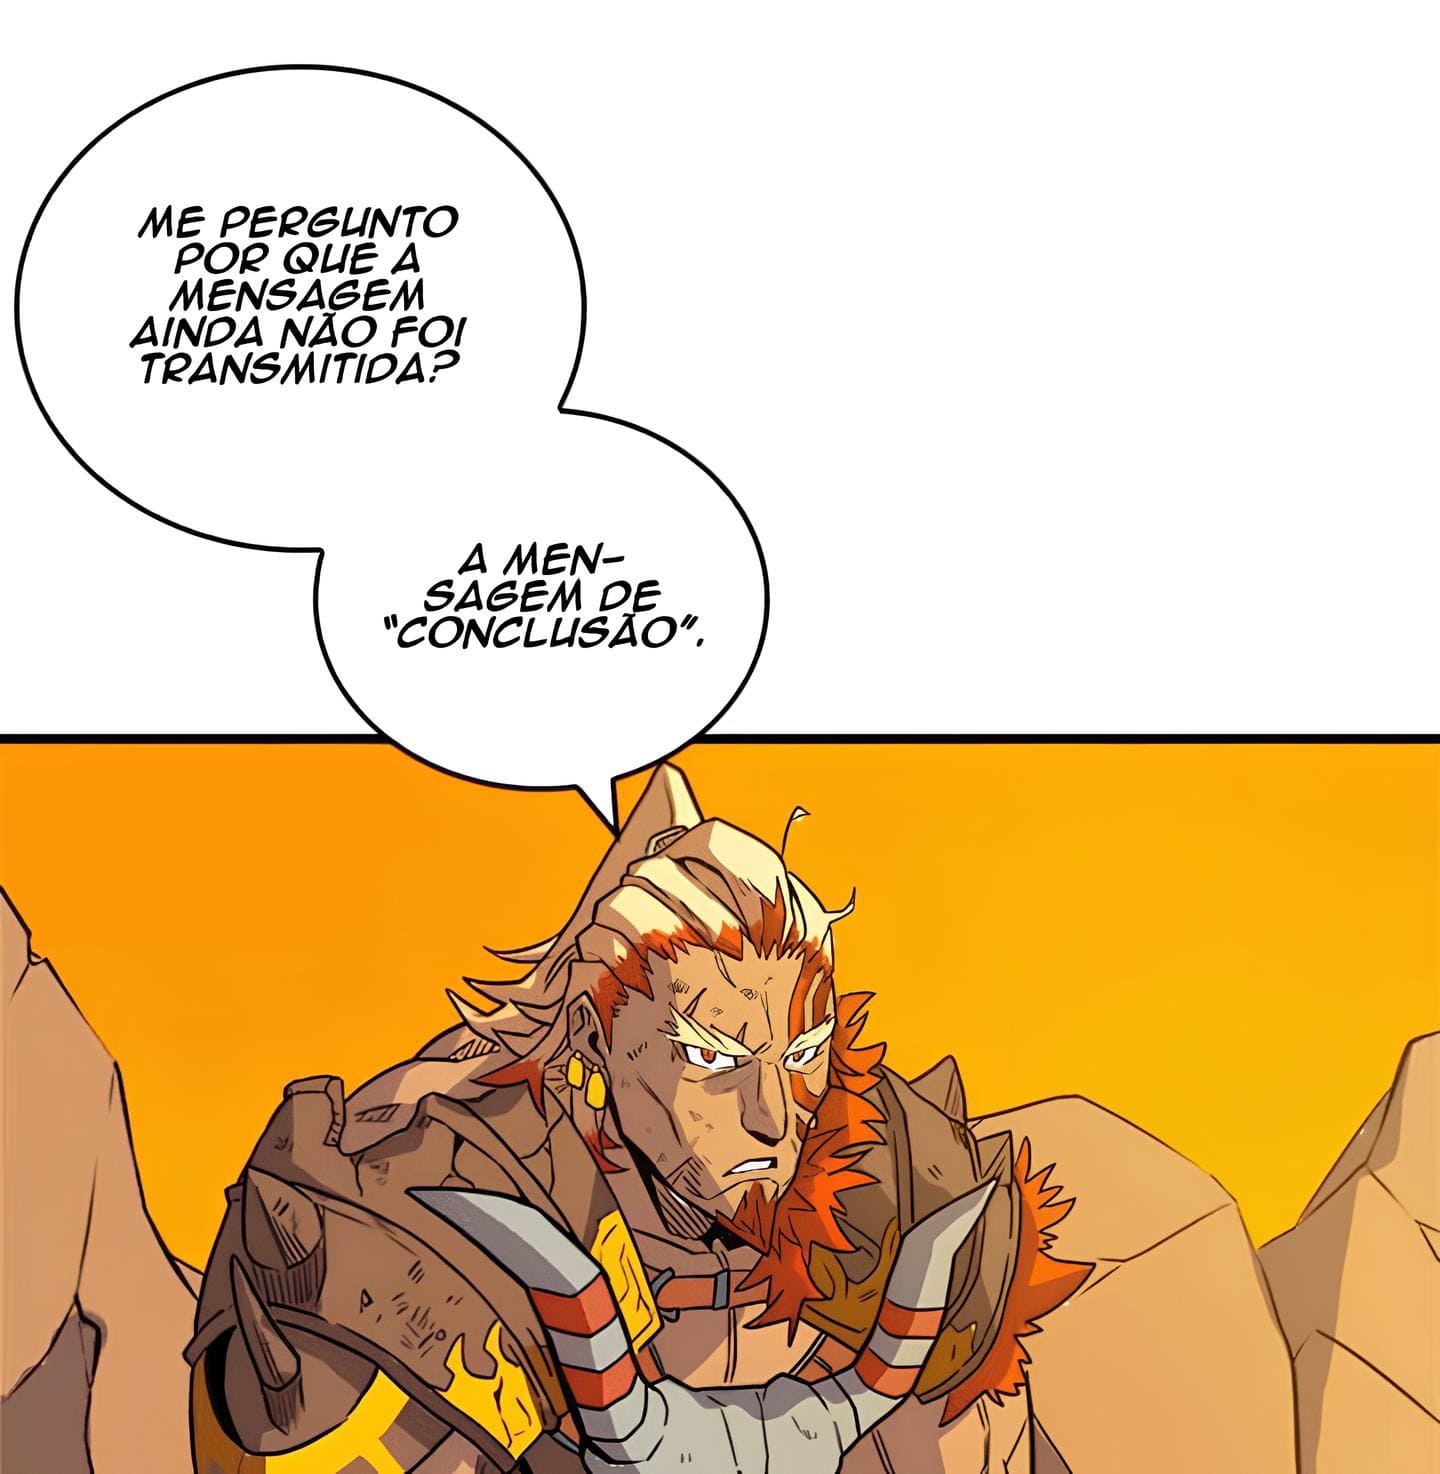 ME PERGUNTO
POR QUE A
MENSAGEM
AINDA NÃO FOI
TRANSMITIDA?
A MEN-
SAGEM DE
"CONCLUSÃO".